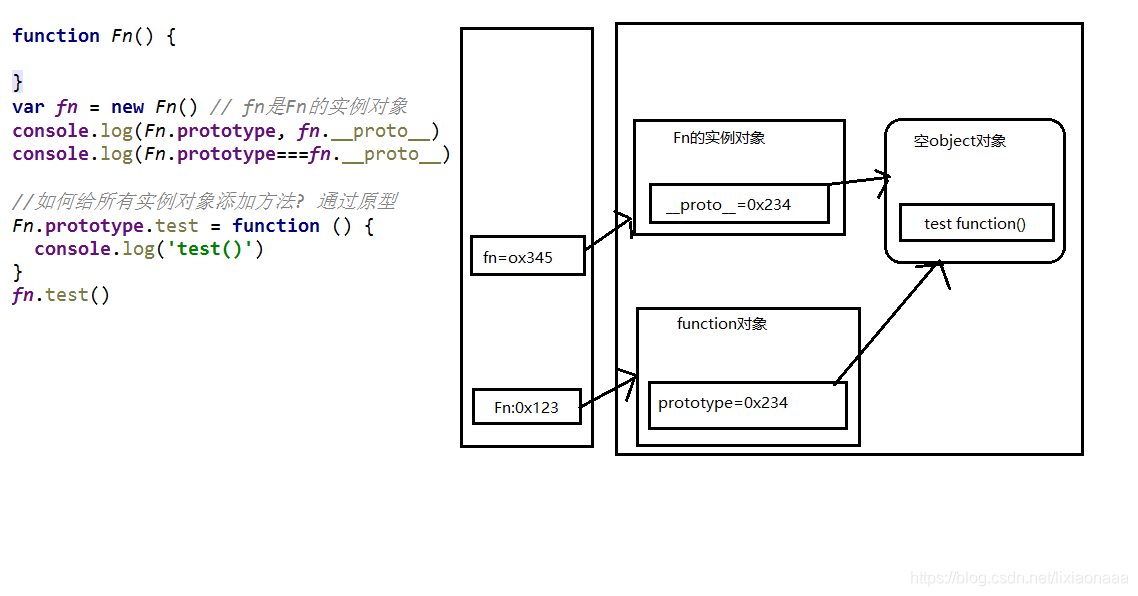 function Fn() {
}
var fn = new Fn() // fn是Fn的实例对象
console.log(Fn.prototype, fn.__proto__)
console.log(Fn.prototype===fn.__proto__)
//如何给所有实例对象添加方法? 通过原型
Fn.prototype.test = function () {
console.log('test()')
}
fn.test()
fn=ox345
Fn:0x123
Fn的实例对象
__proto__=0x234
空object对象
test function()
function对象
prototype=0x234
https://blog.csdn.net/lixiaonaaa